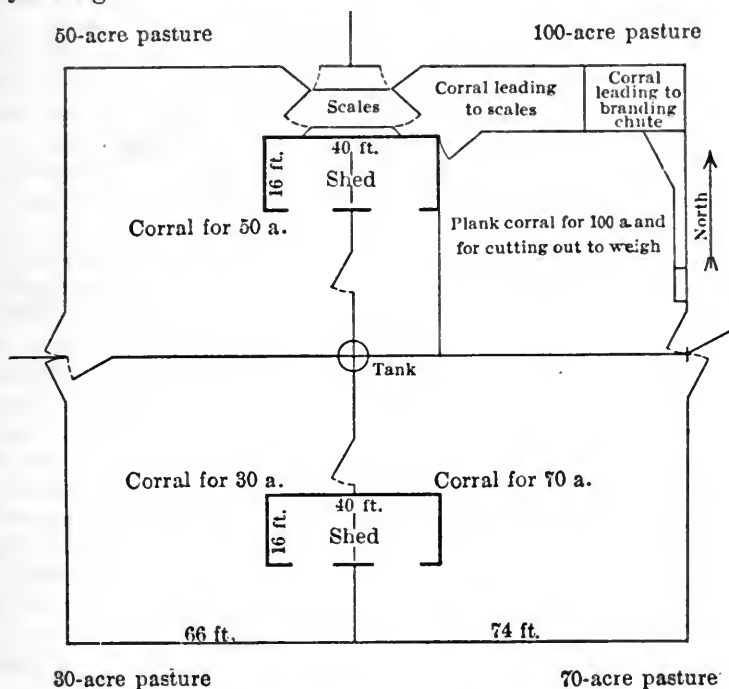 50-acre pasture
100-acre pasture
Scales
Corral leading
to scales
Corral
leading to
branding
chute
40 ft.
16 ft.
Shed
Corral for 50 a.
Plank corral for 100 a. and
for cutting out to weigh
North
Tank
Corral for 30 a.
Corral for 70 a.
40 ft.
16 ft.
Shed
66 ft.
74 ft.
30-acre pasture
70-acre pasture